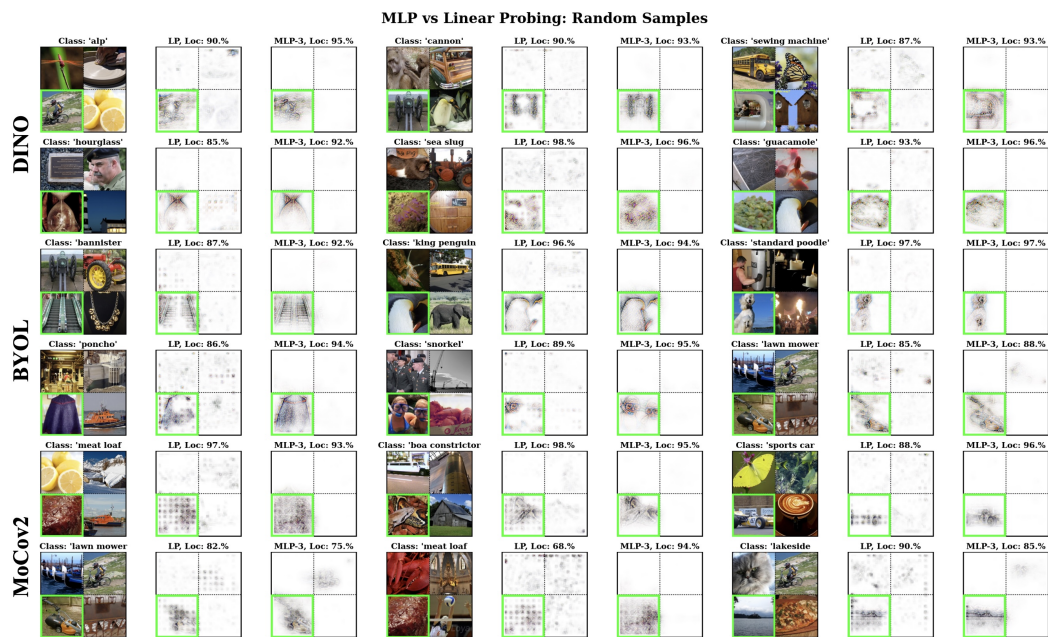 MLP vs Linear Probing: Random Samples
DINO
Class: 'alp' LP, Loc: 90.% MLP-3, Loc: 95.% Class: 'cannon' LP, Loc: 90.% MLP-3, Loc: 93.% Class: 'sewing machine' LP, Loc: 87.% MLP-3, Loc: 93.%
Class: 'hourglass' LP, Loc: 85.% MLP-3, Loc: 92.% Class: 'sea slug LP, Loc: 98.% MLP-3, Loc: 96.% Class: 'guacamole' LP, Loc: 93.% MLP-3, Loc: 96.%
BYOL
Class: 'bannister LP, Loc: 87.% MLP-3, Loc: 92.% Class: 'king penguin LP, Loc: 96.% MLP-3, Loc: 94.% Class: 'standard poodle' LP, Loc: 97.% MLP-3, Loc: 97.%
Class: 'poncho' LP, Loc: 86.% MLP-3, Loc: 94.% Class: 'snorkel' LP, Loc: 89.% MLP-3, Loc: 95.% Class: 'lawn mower LP, Loc: 85.% MLP-3, Loc: 88.%
MoCov2
Class: 'meat loaf LP, Loc: 97.% MLP-3, Loc: 93.% Class: 'boa constrictor LP, Loc: 98.% MLP-3, Loc: 95.% Class: 'sports car LP, Loc: 88.% MLP-3, Loc: 96.%
Class: 'lawn mower LP, Loc: 82.% MLP-3, Loc: 75.% Class: 'meat loaf LP, Loc: 68.% MLP-3, Loc: 94.% Class: 'lakeside LP, Loc: 90.% MLP-3, Loc: 85.%